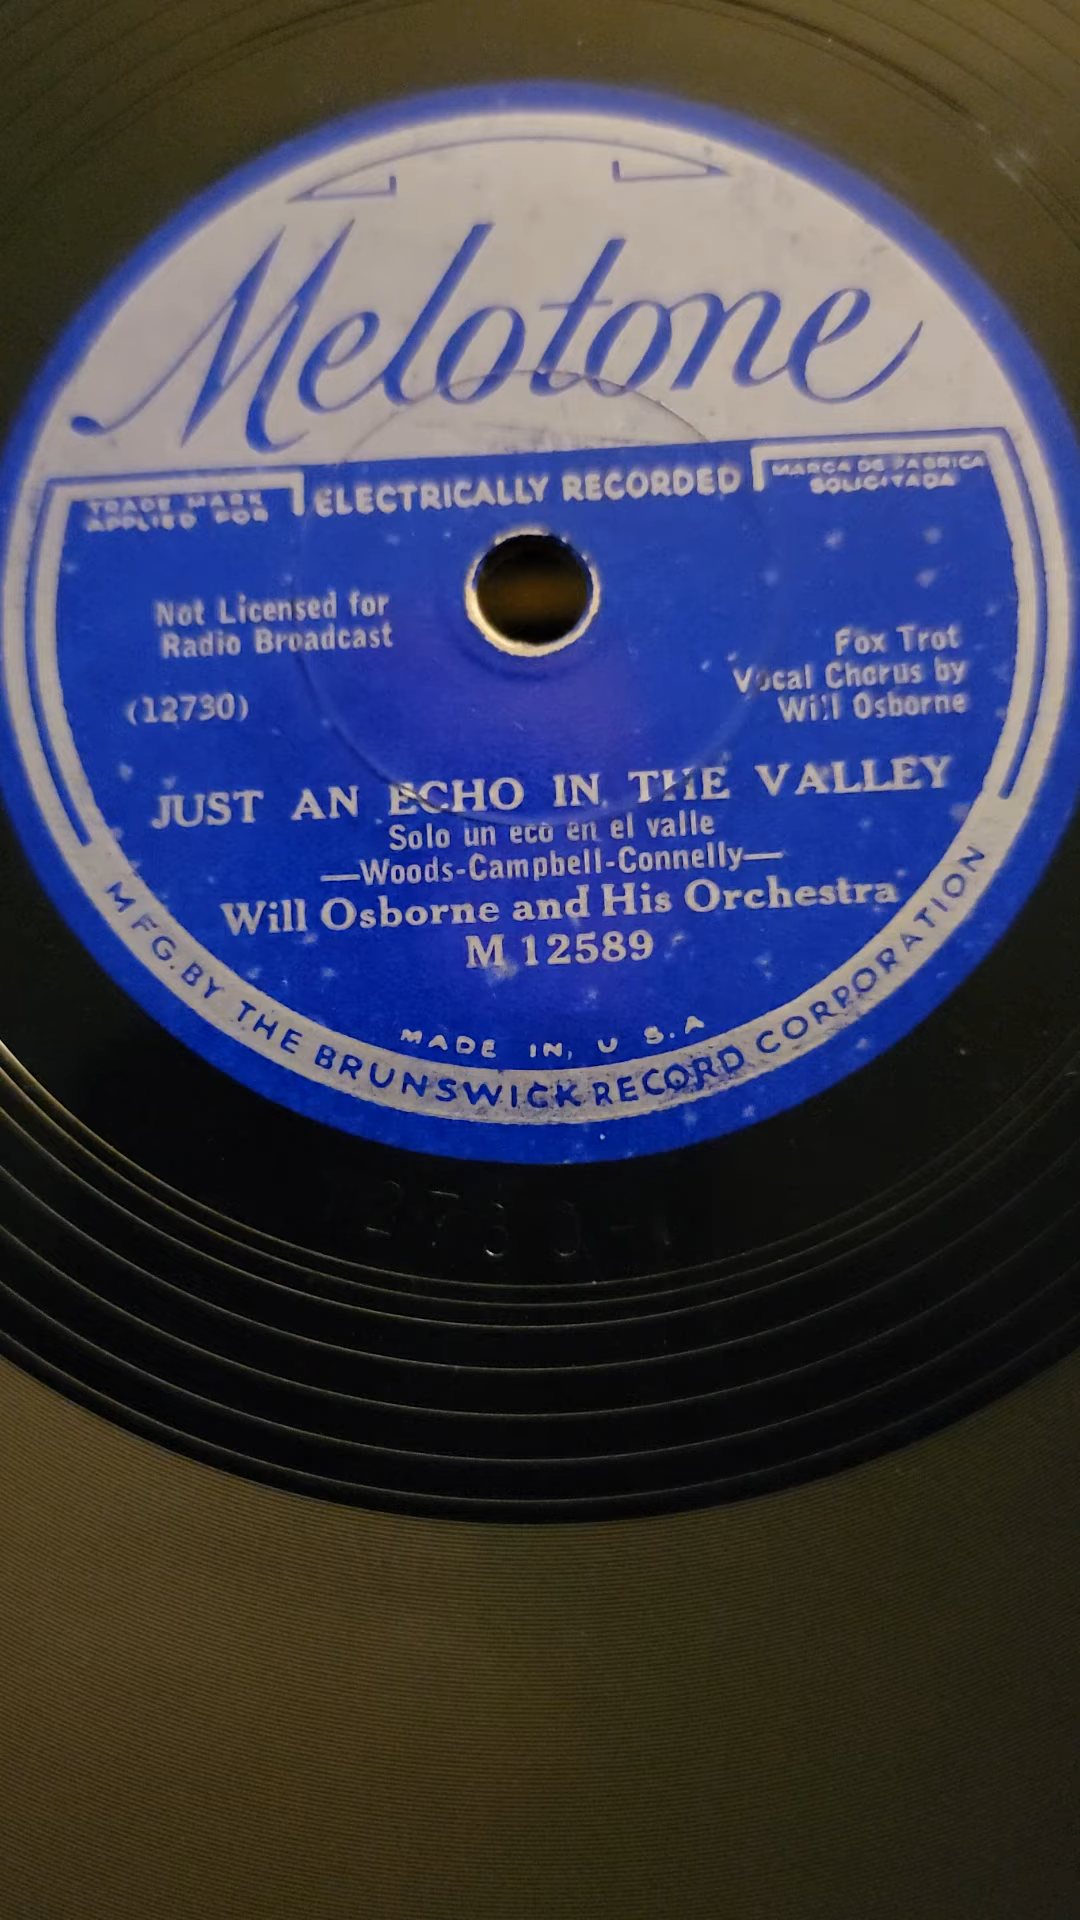 Melotone
TRADE MARK
APPLIED FOR
ELECTRICALLY RECORDED
MARCA DE FABRICA
SOLICITADA
Not Licensed for
Radio Broadcast
(12730)
Fox Trot
Vocal Chorus by
Will Osborne
JUST AN ECHO IN THE VALLEY
Solo un eco en el valle
—Woods-Campbell-Connelly—
Will Osborne and His Orchestra
M 12589
MADE IN U S.A
MFG. BY THE BRUNSWICK RECORD CORPORATION